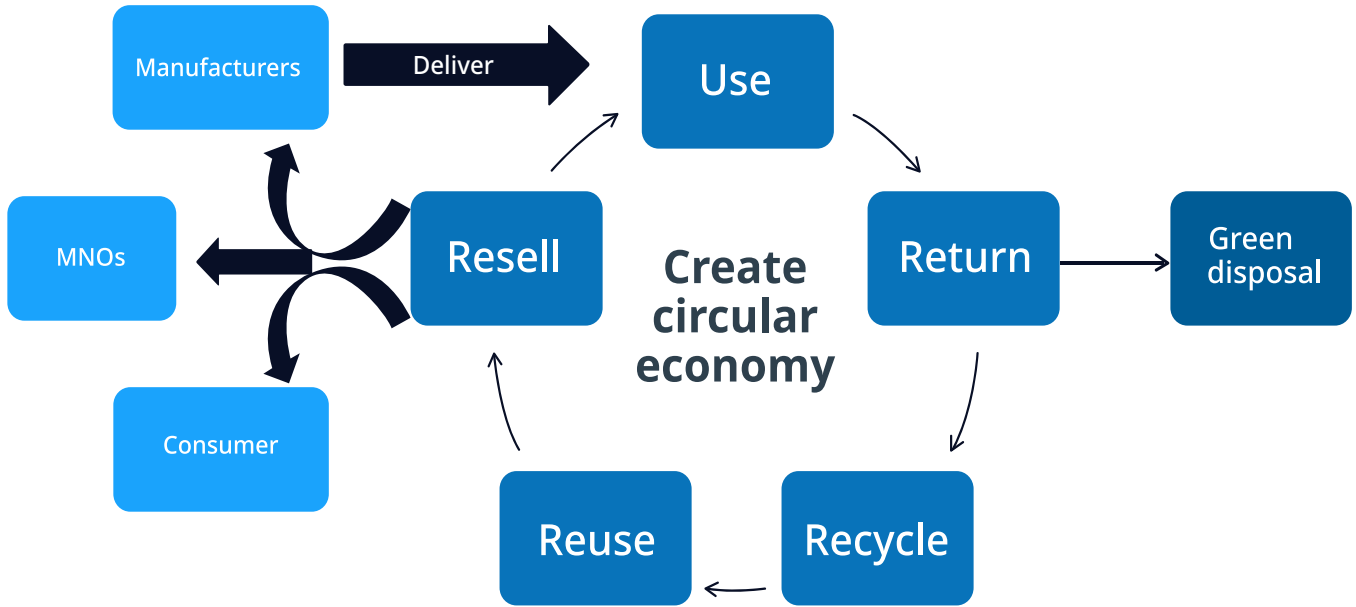 Manufacturers
Deliver
Use
MNOs
Resell
Create
circular
economy
Return
Green
disposal
Consumer
Reuse
Recycle